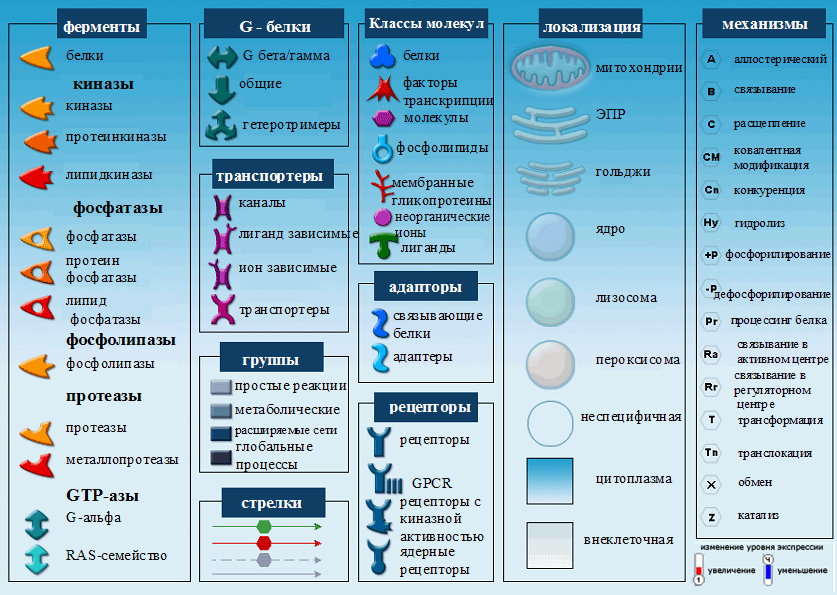 ферменты
белки
киназы
киназы
протеинкиназы
липидкиназы
фосфатазы
фосфатазы
протеин
фосфатазы
липид
фосфатазы
фосфолипазы
фосфолипазы
протеазы
протеазы
металлопротеазы
GTP-азы
G-альфа
RAS-семейство
G - белки
G бета/гамма
общие
гетеротримеры
транспортеры
каналы
лиганд зависимые
ион зависимые
транспортеры
группы
простые реакции
метаболические
расширяемые сети
глобальные
процессы
стрелки
Классы молекул
белки
факторы
транскрипции
молекулы
фосфолипиды
мембранные
гликопротеины
неорганические
ионы
лиганды
адапторы
связывающие
белки
адаптеры
рецепторы
рецепторы
GPCR
рецепторы с
киназной
активностью
ядерные
рецепторы
локализация
митохондрии
ЭПР
гольджи
ядро
лизосома
пероксисома
неспецифичная
цитоплазма
внеклеточная
механизмы
A аллостерический
B связывание
C расщепление
CM ковалентная
модификация
Cn конкуренция
Hy гидролиз
+P фосфорилирование
-P дефосфорилирование
Pr процессинг белка
Ra связывание в
активном центре
Rr связывание в
регуляторном
центре
T трансформация
Tn транслокация
X обмен
Z катализ
изменение уровня экспрессии
1 увеличение Ч уменьшение